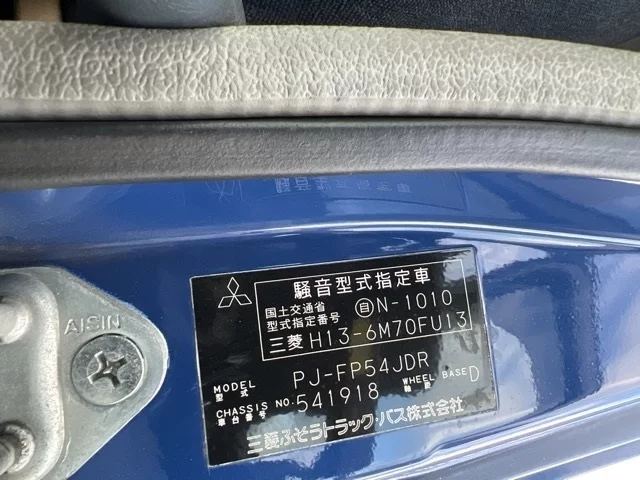 AISIN
騒音型式指定車
国土交通省
型式指定番号
自N-1010
三菱 H13-6M70FU13
MODEL
型式
PJ-FP54JDR
CHASSIS NO.
車台番号
541918
WHEEL BASE
軸距
D
三菱ふそうトラック・バス株式会社